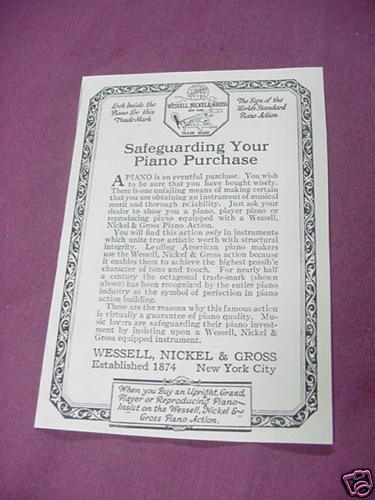 Look Inside the
Piano for this
Trade-Mark
WESSELL, NICKEL & GROSS
NEW YORK
TRADE MARK
The Sign of the
World's Standard
Piano Action
Safeguarding Your
Piano Purchase
A PIANO is an eventful purchase. You wish
to be sure that you have bought wisely.
There is one unfailing means of making certain
that you are obtaining an instrument of musical
merit and thorough reliability. Just ask your
dealer to show you a piano, player piano or
reproducing piano equipped with a Wessell,
Nickel & Gross Piano Action.
You will find this action only in instruments
which unite true artistic worth with structural
integrity. Leading American piano makers
use the Wessell, Nickel & Gross action because
it enables them to achieve the highest possible
character of tone and touch. For nearly half
a century the octagonal trade-mark (shown
above) has been recognized by the entire piano
industry as the symbol of perfection in piano
action building.
These are the reasons why this famous action
is virtually a guarantee of piano quality. Mu-
sic lovers are safeguarding their piano invest-
ment by insisting upon a Wessell, Nickel &
Gross equipped instrument.
WESSELL, NICKEL & GROSS
Established 1874 New York City
When you Buy an Upright, Grand,
Player or Reproducing Piano—
Insist on the Wessell, Nickel &
Gross Piano Action.